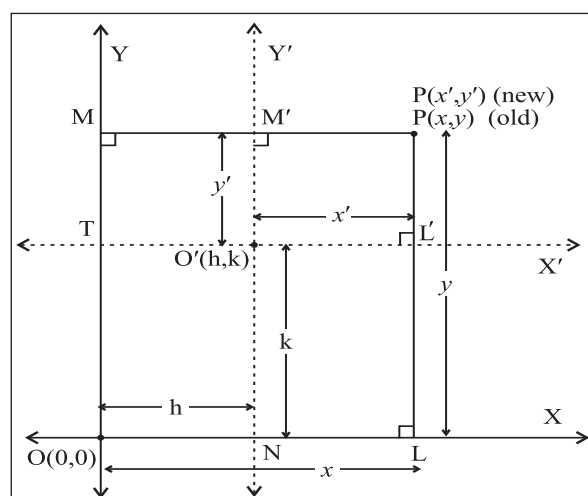 Y Y′
P(x′,y′) (new)
M M′ P(x,y) (old)
y′
x′
T L′
O′(h,k) X′
y
k
h
X
O(0,0) N L
x